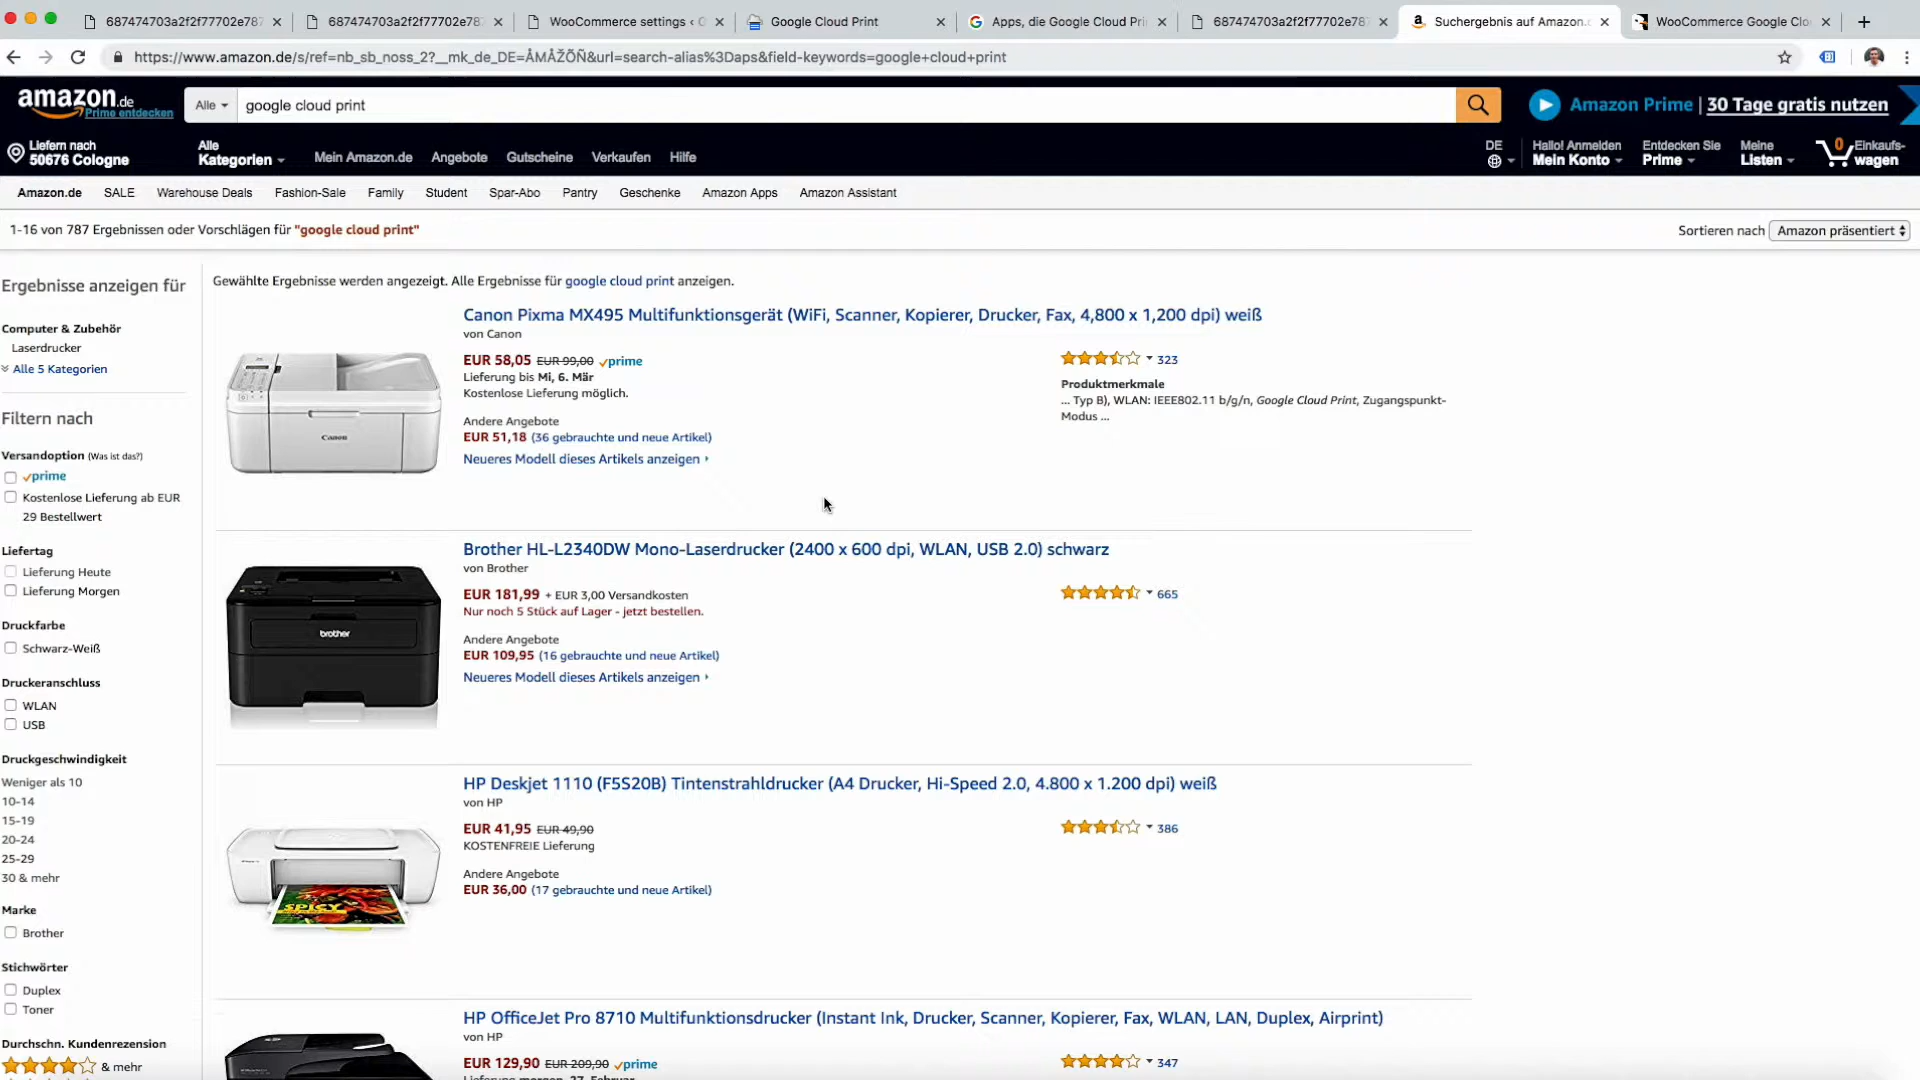 687474703a2f2f77702e787
687474703a2f2f77702e78
WooCommerce settings
Google Cloud Print
Apps, die Google Cloud Pri
687474703a2f2f77702e787
Suchergebnis auf Amazon.
WooCommerce Google Clo
https://www.amazon.de/s/ref=nb_sb_noss_2?__mk_de_DE=ÅMÅŽÕÑ&url=search-alias%3Daps&field-keywords=google+cloud+print
amazon.de
Prime entdecken
Alle
google cloud print
Amazon Prime | 30 Tage gratis nutzen
Liefern nach
50676 Cologne
Alle
Kategorien
Mein Amazon.de Angebote Gutscheine Verkaufen Hilfe
DE
Hallo! Anmelden
Mein Konto
Entdecken Sie
Prime
Meine
Listen
0
Einkaufs-
wagen
Amazon.de SALE Warehouse Deals Fashion-Sale Family Student Spar-Abo Pantry Geschenke Amazon Apps Amazon Assistant
1-16 von 787 Ergebnissen oder Vorschlägen für "google cloud print"
Sortieren nach Amazon präsentiert
Ergebnisse anzeigen für
Computer & Zubehör
Laserdrucker
Alle 5 Kategorien
Filtern nach
Versandoption (Was ist das?)
prime
Kostenlose Lieferung ab EUR
29 Bestellwert
Liefertag
Lieferung Heute
Lieferung Morgen
Druckfarbe
Schwarz-Weiß
Druckeranschluss
WLAN
USB
Druckgeschwindigkeit
Weniger als 10
10-14
15-19
20-24
25-29
30 & mehr
Marke
Brother
Stichwörter
Duplex
Toner
Durchschn. Kundenrezension
& mehr
Gewählte Ergebnisse werden angezeigt. Alle Ergebnisse für google cloud print anzeigen.
Canon Pixma MX495 Multifunktionsgerät (WiFi, Scanner, Kopierer, Drucker, Fax, 4,800 x 1,200 dpi) weiß
von Canon
EUR 58,05 EUR 99,00 prime
Lieferung bis Mi, 6. Mär
Kostenlose Lieferung möglich.
Andere Angebote
EUR 51,18 (36 gebrauchte und neue Artikel)
Neueres Modell dieses Artikels anzeigen
323
Produktmerkmale
... Typ B), WLAN: IEEE802.11 b/g/n, Google Cloud Print, Zugangspunkt-
Modus ...
Canon
Brother HL-L2340DW Mono-Laserdrucker (2400 x 600 dpi, WLAN, USB 2.0) schwarz
von Brother
EUR 181,99 + EUR 3,00 Versandkosten
Nur noch 5 Stück auf Lager - jetzt bestellen.
Andere Angebote
EUR 109,95 (16 gebrauchte und neue Artikel)
Neueres Modell dieses Artikels anzeigen
665
brother
HP Deskjet 1110 (F5S20B) Tintenstrahldrucker (A4 Drucker, Hi-Speed 2.0, 4.800 x 1.200 dpi) weiß
von HP
EUR 41,95 EUR 49,90
KOSTENFREIE Lieferung
Andere Angebote
EUR 36,00 (17 gebrauchte und neue Artikel)
386
SPICY
HP OfficeJet Pro 8710 Multifunktionsdrucker (Instant Ink, Drucker, Scanner, Kopierer, Fax, WLAN, LAN, Duplex, Airprint)
von HP
EUR 129,90 EUR 209,90 prime
Lieferung morgen, 27. Februar
347